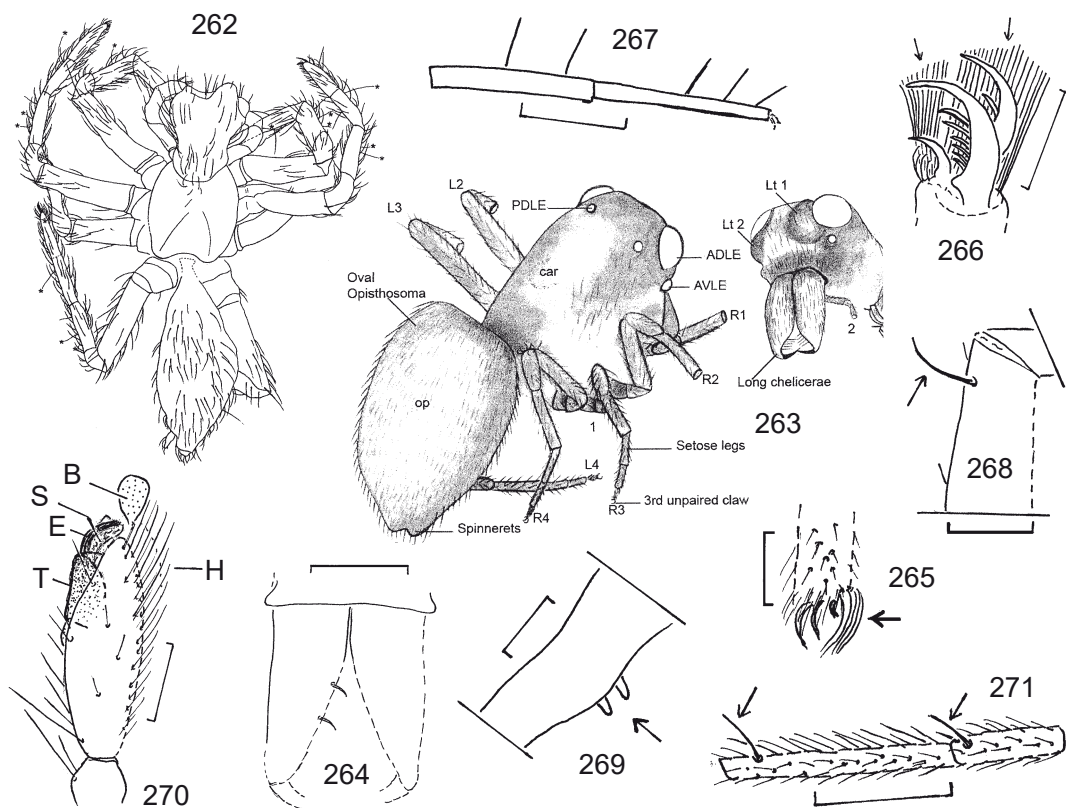 262
267
266
L2
L3
PDLE
Lt 1
Lt 2
ADLE
car
AVLE
Oval
Opisthosoma
R1
R2
2
Long chelicerae
263
op
1
Setose legs
L4
3rd unpaired claw
R3
R4
Spinnerets
268
B
S
E
T
H
265
264
269
270
271